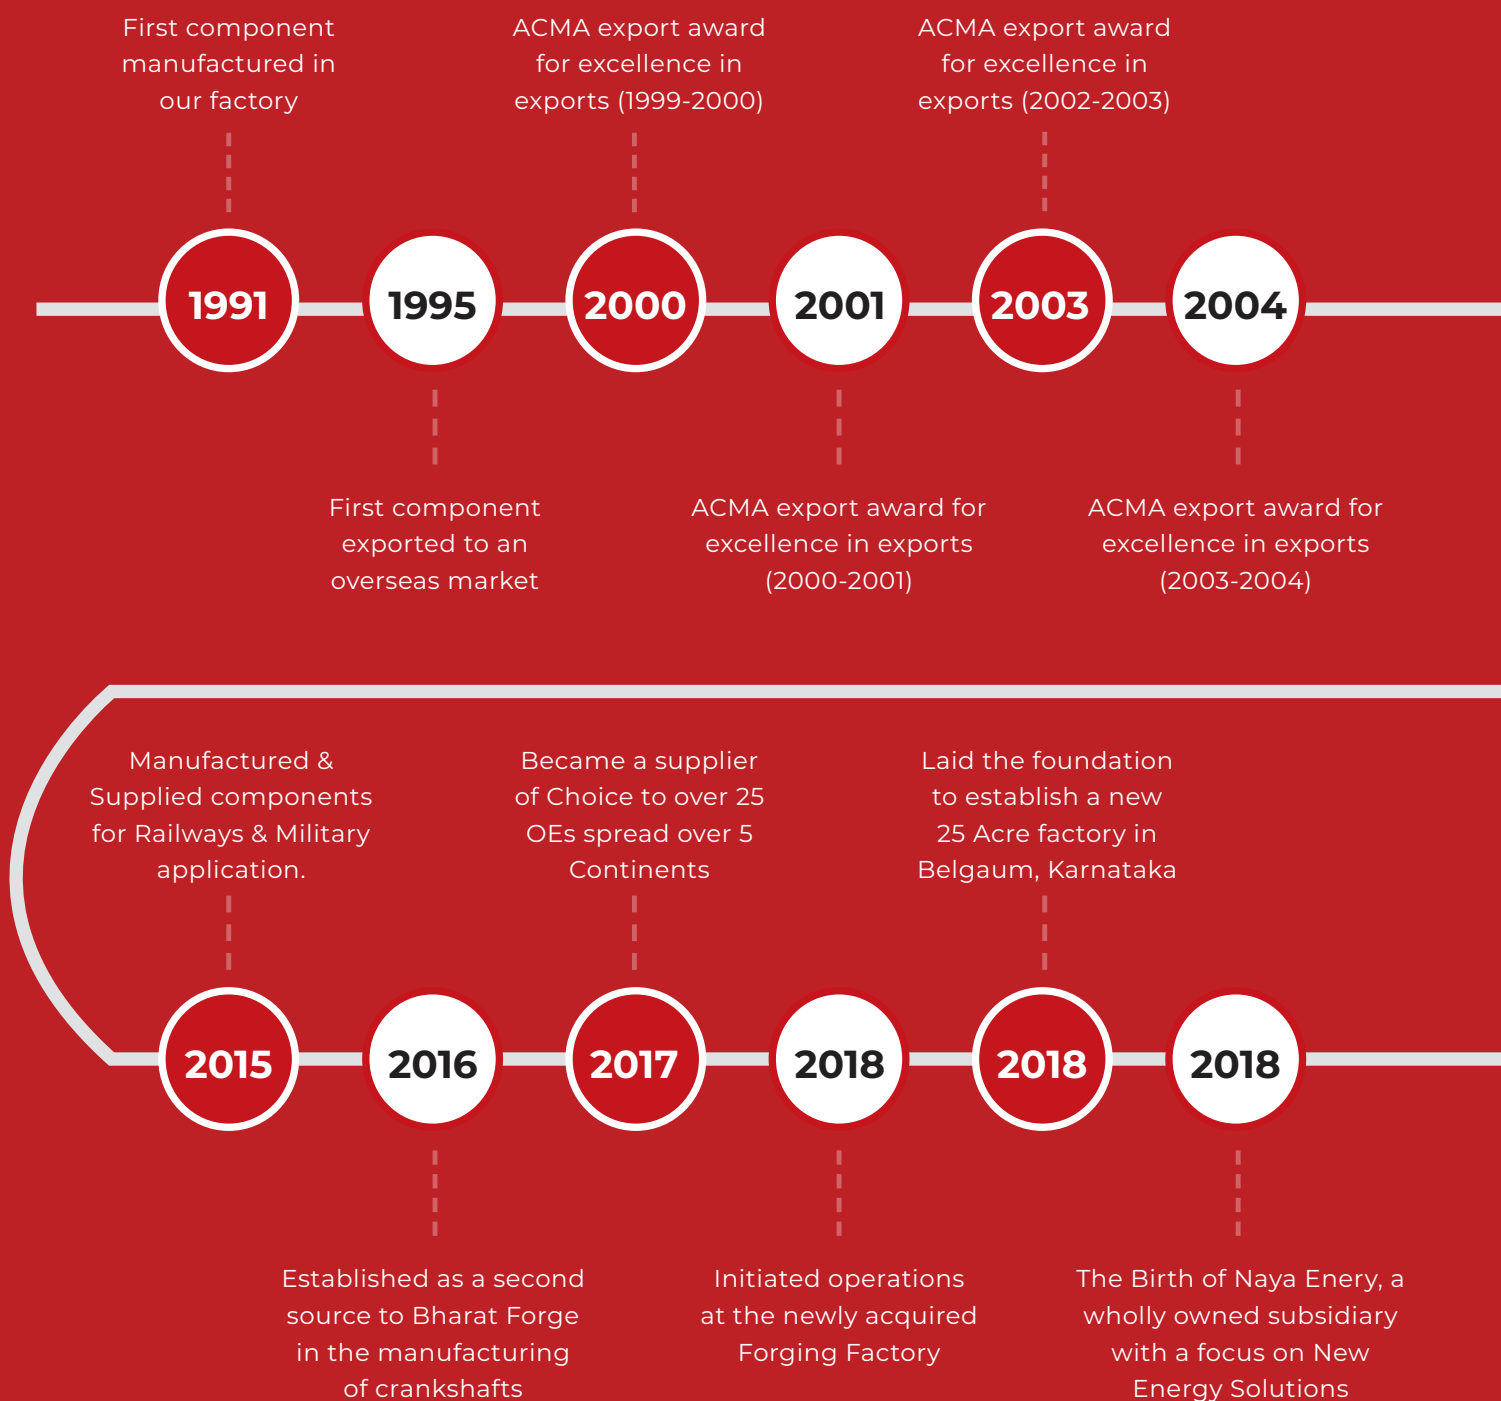 First component
manufactured in
our factory
ACMA export award
for excellence in
exports (1999-2000)
ACMA export award
for excellence in
exports (2002-2003)
1991
1995
2000
2001
2003
2004
First component
exported to an
overseas market
ACMA export award for
excellence in exports
(2000-2001)
ACMA export award for
excellence in exports
(2003-2004)
Manufactured &
Supplied components
for Railways & Military
application.
Became a supplier
of Choice to over 25
OEs spread over 5
Continents
Laid the foundation
to establish a new
25 Acre factory in
Belgaum, Karnataka
2015
2016
2017
2018
2018
2018
Established as a second
source to Bharat Forge
in the manufacturing
of crankshafts
Initiated operations
at the newly acquired
Forging Factory
The Birth of Naya Enery, a
wholly owned subsidiary
with a focus on New
Energy Solutions